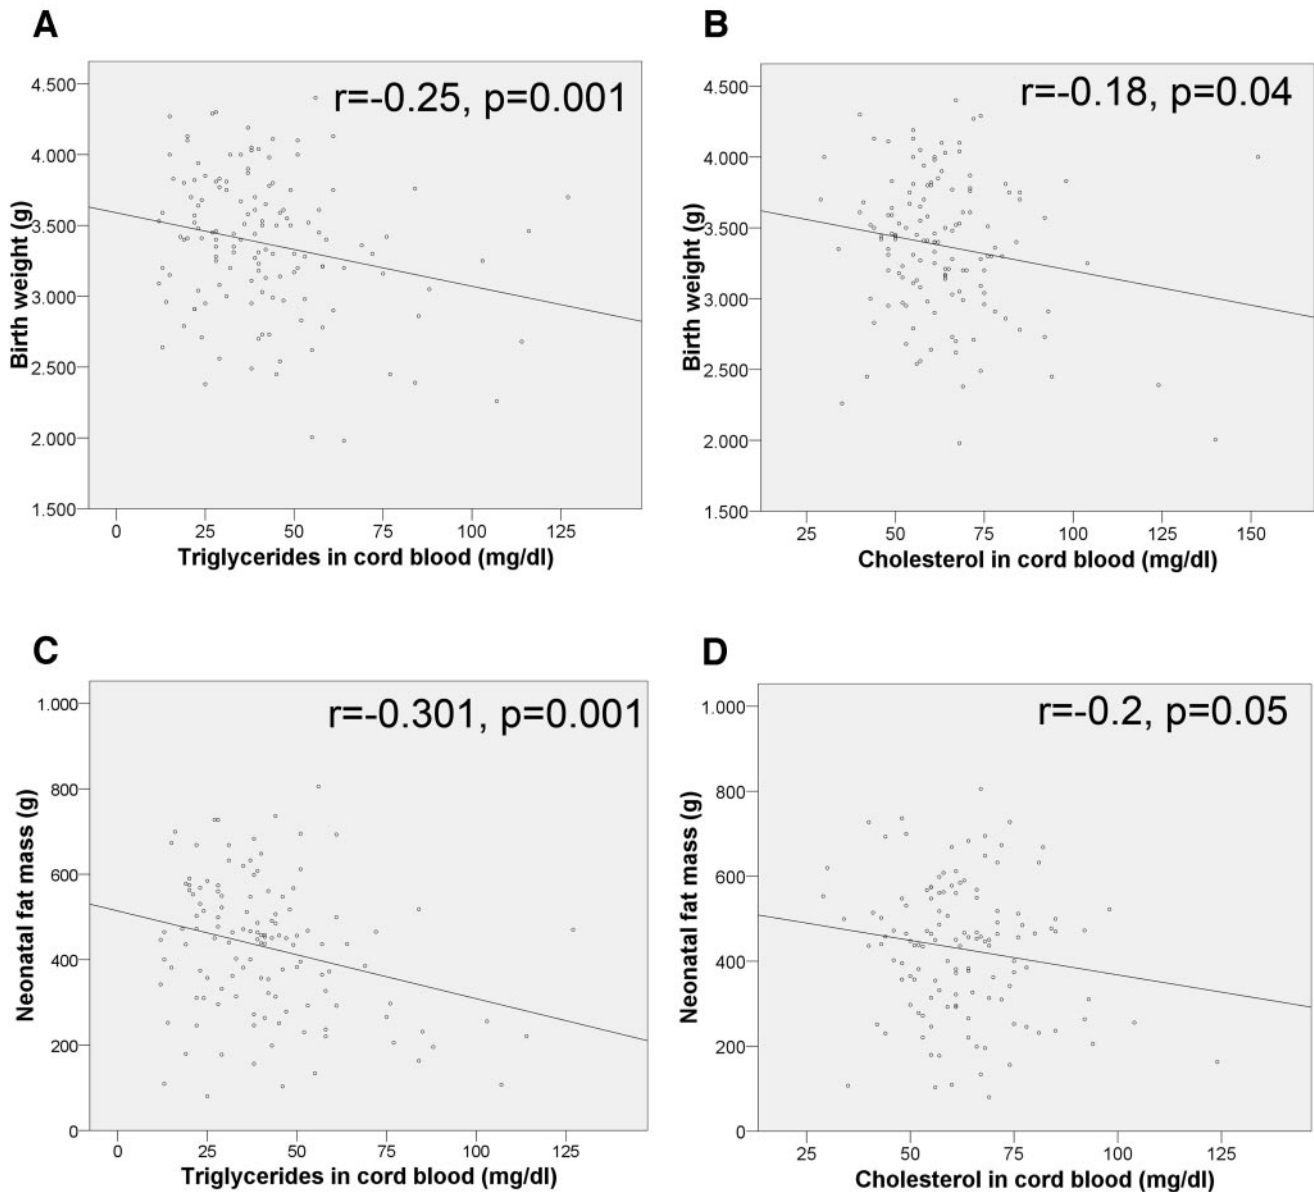 A
r=-0.25, p=0.001
4.500
4.000
3.500
3.000
2.500
2.000
1.500
Birth weight (g)
0 25 50 75 100 125
Triglycerides in cord blood (mg/dl)
B
r=-0.18, p=0.04
4.500
4.000
3.500
3.000
2.500
2.000
1.500
Birth weight (g)
25 50 75 100 125 150
Cholesterol in cord blood (mg/dl)
C
r=-0.301, p=0.001
1.000
800
600
400
200
0
Neonatal fat mass (g)
0 25 50 75 100 125
Triglycerides in cord blood (mg/dl)
D
r=-0.2, p=0.05
1.000
800
600
400
200
0
Neonatal fat mass (g)
25 50 75 100 125
Cholesterol in cord blood (mg/dl)